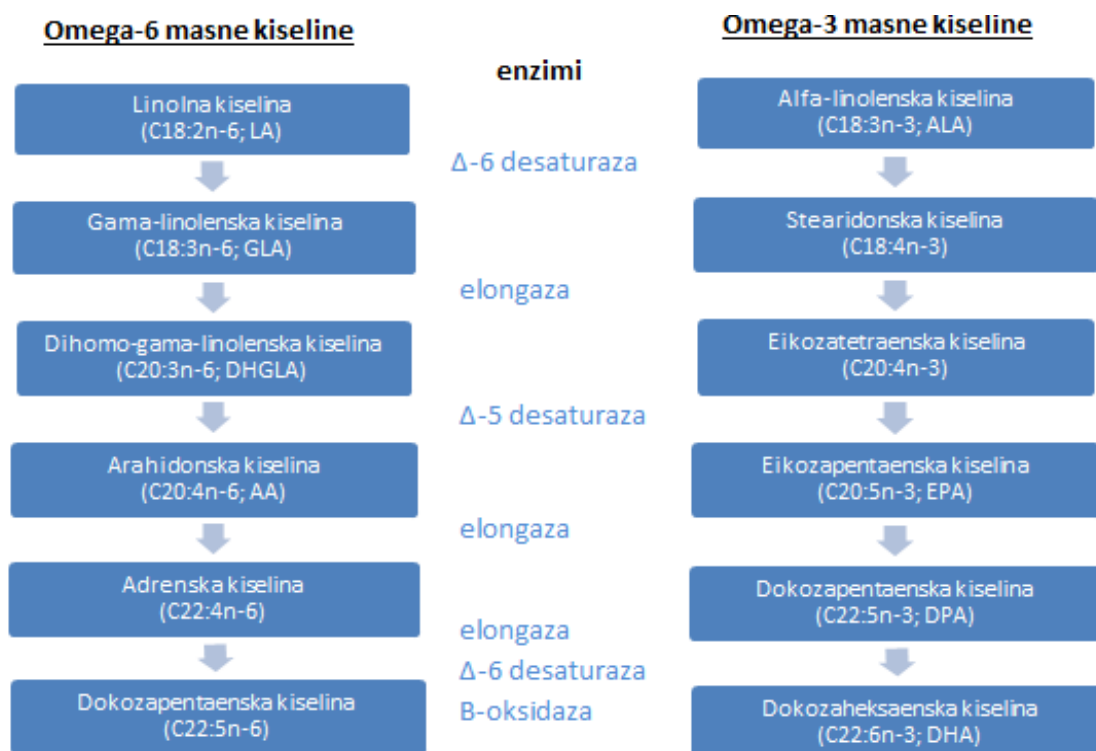 Omega-6 masne kiseline
Linolna kiselina
(C18:2n-6; LA)
Gama-linolenska kiselina
(C18:3n-6; GLA)
Dihomo-gama-linolenska kiselina
(C20:3n-6; DHGLA)
Arahidonska kiselina
(C20:4n-6; AA)
Adrenska kiselina
(C22:4n-6)
Dokozapentaenska kiselina
(C22:5n-6)
enzimi
Δ-6 desaturaza
elongaza
Δ-5 desaturaza
elongaza
elongaza
Δ-6 desaturaza
B-oksidaza
Omega-3 masne kiseline
Alfa-linolenska kiselina
(C18:3n-3; ALA)
Stearidonska kiselina
(C18:4n-3)
Eikozatetraenska kiselina
(C20:4n-3)
Eikozapentaenska kiselina
(C20:5n-3; EPA)
Dokozapentaenska kiselina
(C22:5n-3; DPA)
Dokozaheksaenska kiselina
(C22:6n-3; DHA)